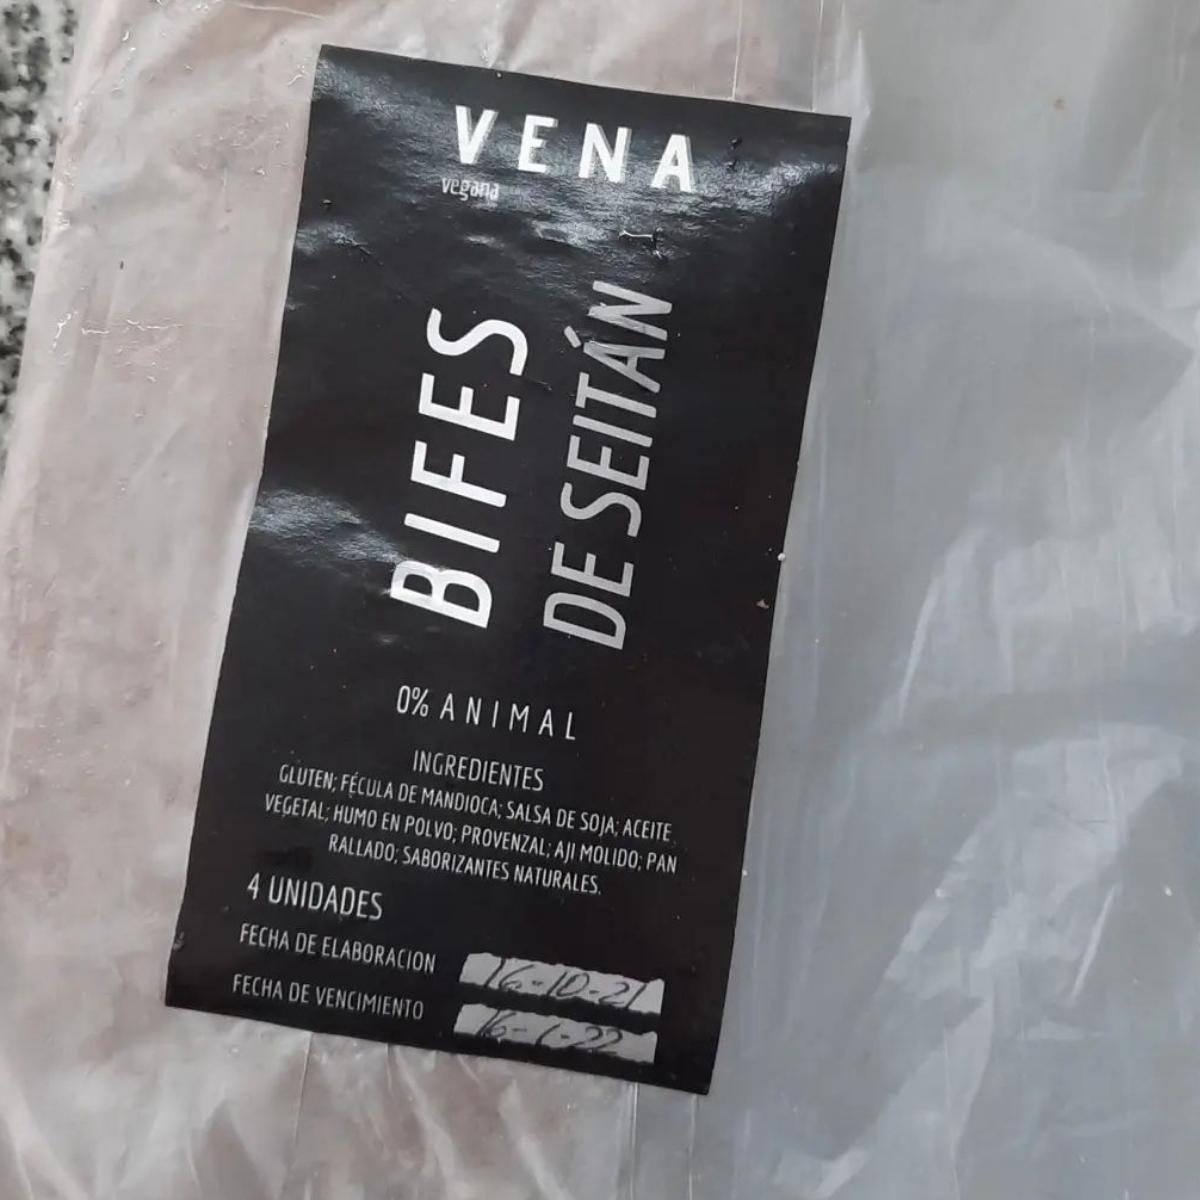 VENA
vegana
BIFES
DE SEITÁN
0% ANIMAL
INGREDIENTES
GLUTEN; FÉCULA DE MANDIOCA; SALSA DE SOJA; ACEITE
VEGETAL; HUMO EN POLVO; PROVENZAL; AJI MOLIDO; PAN
RALLADO; SABORIZANTES NATURALES.
4 UNIDADES
FECHA DE ELABORACION 16-10-21
FECHA DE VENCIMIENTO 16-1-22